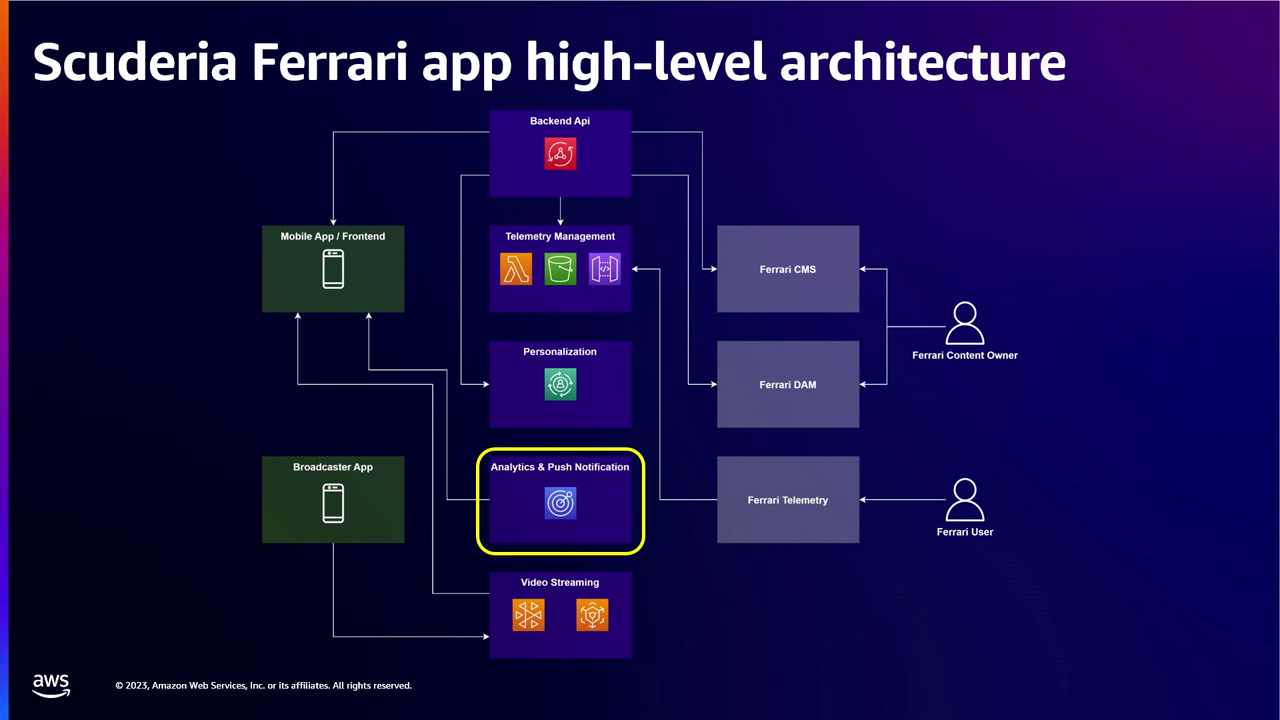 Scuderia Ferrari app high-level architecture
Backend Api
Mobile App / Frontend
Telemetry Management
Ferrari CMS
Ferrari Content Owner
Personalization
Ferrari DAM
Broadcaster App
Analytics & Push Notification
Ferrari Telemetry
Ferrari User
Video Streaming
aws
© 2023, Amazon Web Services, Inc. or its affiliates. All rights reserved.